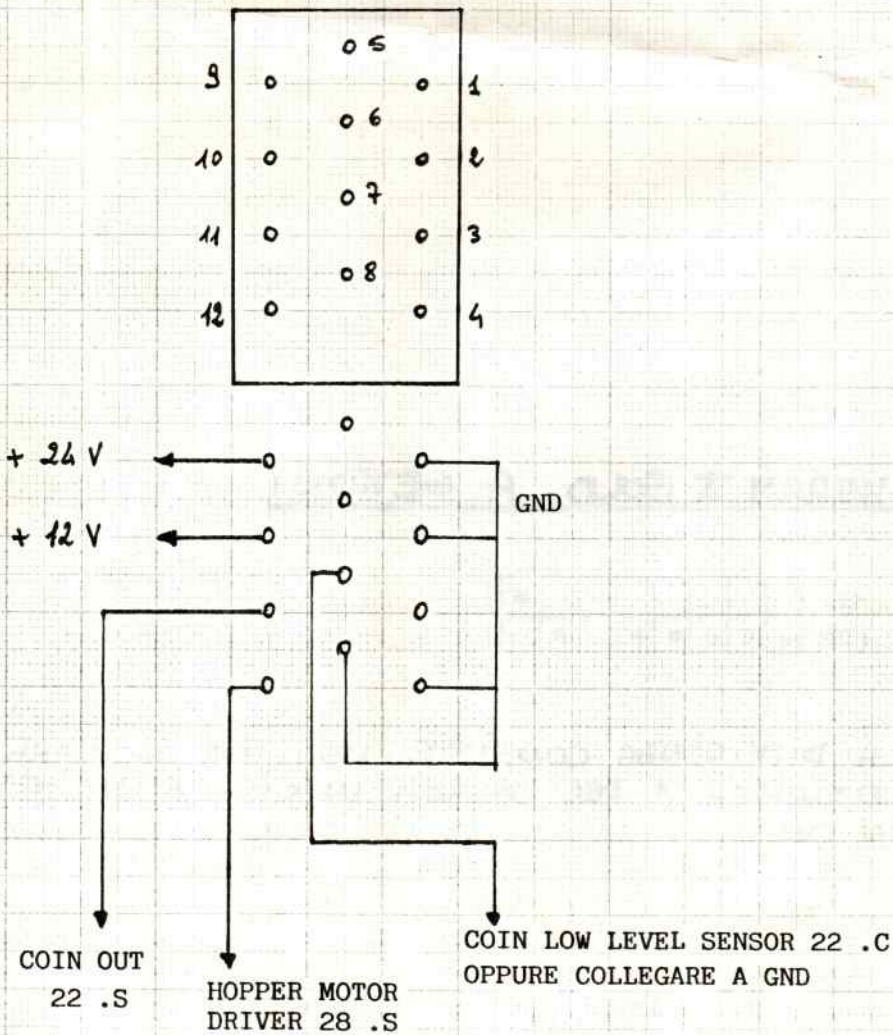 5
9 1
6
10 2
7
11 3
8
12 4
+ 24 V
GND
+ 12 V
COIN OUT
22 .S
HOPPER MOTOR
DRIVER 28 .S
COIN LOW LEVEL SENSOR 22 .C
OPPURE COLLEGARE A GND